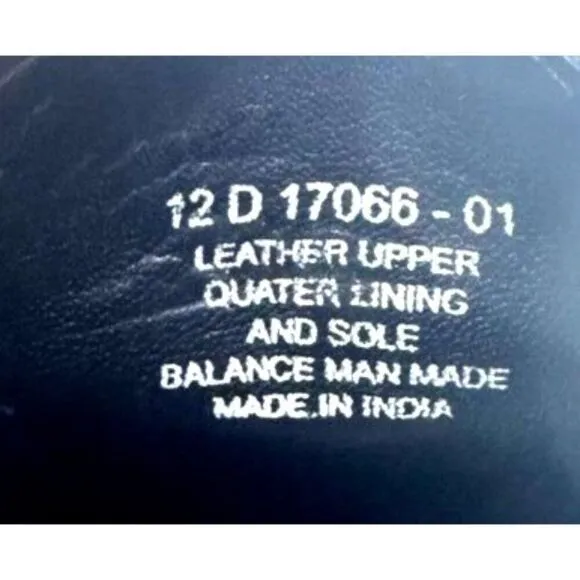 12 D 17066 - 01
LEATHER UPPER
QUATER LINING
AND SOLE
BALANCE MAN MADE
MADE.IN INDIA